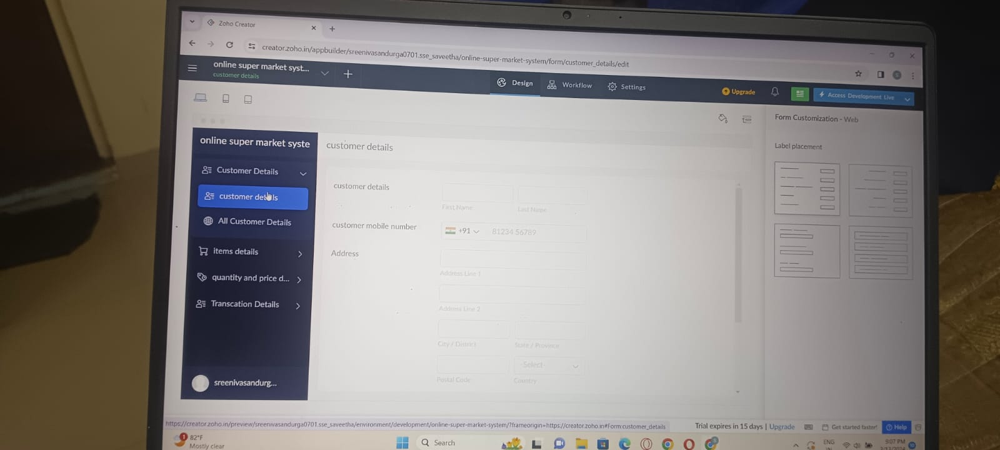 Zoho Creator
creator.zoho.in/appbuilder/sreenivasandurga0701.sse_saveetha/online-super-market-system/form/customer_details/edit
online super market syst...
customer details
Design
Workflow
Settings
Upgrade
Access Development Live
Form Customization - Web
Label placement
online super market syste
Customer Details
customer details
All Customer Details
items details
quantity and price d...
Transcation Details
sreenivasandurg...
customer details
customer details
First Name
Last Name
customer mobile number
+91
81234 56789
Address
Address Line 1
Address Line 2
City / District
State / Province
Postal Code
-Select-
Country
https://creator.zoho.in/preview/sreenivasandurga0701.sse_saveetha/environment/development/online-super-market-system/?frameorigin=https://creator.zoho.in#Form:customer_details
Trial expires in 15 days | Upgrade
Get started faster!
Help
1
82°F
Mostly clear
Search
ENG
IN
9:07 PM